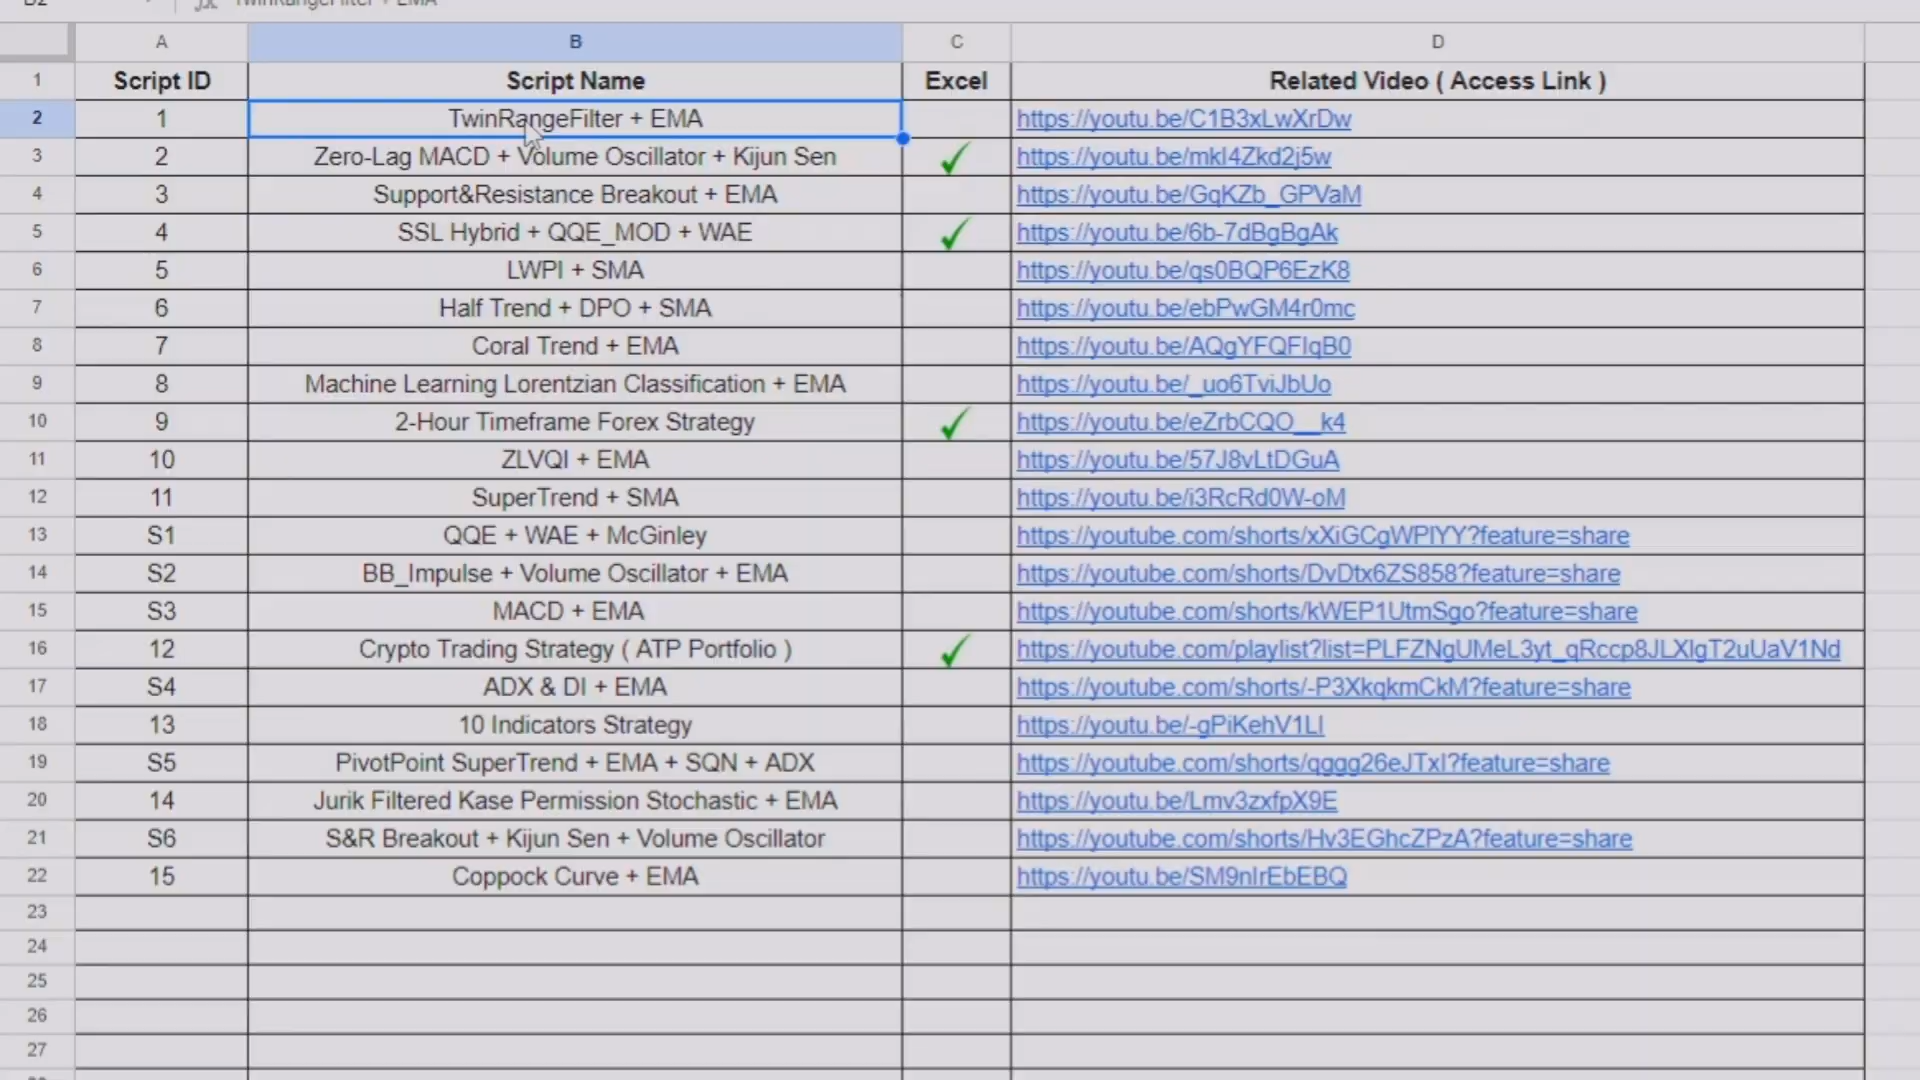 A B C D
1 Script ID Script Name Excel Related Video ( Access Link )
2 1 TwinRangeFilter + EMA https://youtu.be/C1B3xLwXrDw
3 2 Zero-Lag MACD + Volume Oscillator + Kijun Sen ✓ https://youtu.be/mkI4Zkd2j5w
4 3 Support&Resistance Breakout + EMA https://youtu.be/GqKZb_GPVaM
5 4 SSL Hybrid + QQE_MOD + WAE ✓ https://youtu.be/6b-7dBgBgAk
6 5 LWPI + SMA https://youtu.be/qs0BQP6EzK8
7 6 Half Trend + DPO + SMA https://youtu.be/ebPwGM4r0mc
8 7 Coral Trend + EMA https://youtu.be/AQgYFQFIqB0
9 8 Machine Learning Lorentzian Classification + EMA https://youtu.be/_uo6TviJbUo
10 9 2-Hour Timeframe Forex Strategy ✓ https://youtu.be/eZrbCQO__k4
11 10 ZLVQI + EMA https://youtu.be/57J8vLtDGuA
12 11 SuperTrend + SMA https://youtu.be/i3RcRd0W-oM
13 S1 QQE + WAE + McGinley https://youtube.com/shorts/xXiGCgWPlYY?feature=share
14 S2 BB_Impulse + Volume Oscillator + EMA https://youtube.com/shorts/DvDtx6ZS858?feature=share
15 S3 MACD + EMA https://youtube.com/shorts/kWEP1UtmSgo?feature=share
16 12 Crypto Trading Strategy ( ATP Portfolio ) ✓ https://youtube.com/playlist?list=PLFZNgUMeL3yt_qRccp8JLXlgT2uUaV1Nd
17 S4 ADX & DI + EMA https://youtube.com/shorts/-P3XkqkmCkM?feature=share
18 13 10 Indicators Strategy https://youtu.be/-gPiKehV1LI
19 S5 PivotPoint SuperTrend + EMA + SQN + ADX https://youtube.com/shorts/qggg26eJTxI?feature=share
20 14 Jurik Filtered Kase Permission Stochastic + EMA https://youtu.be/Lmv3zxfpX9E
21 S6 S&R Breakout + Kijun Sen + Volume Oscillator https://youtube.com/shorts/Hv3EGhcZPzA?feature=share
22 15 Coppock Curve + EMA https://youtu.be/SM9nIrEbEBQ
23
24
25
26
27